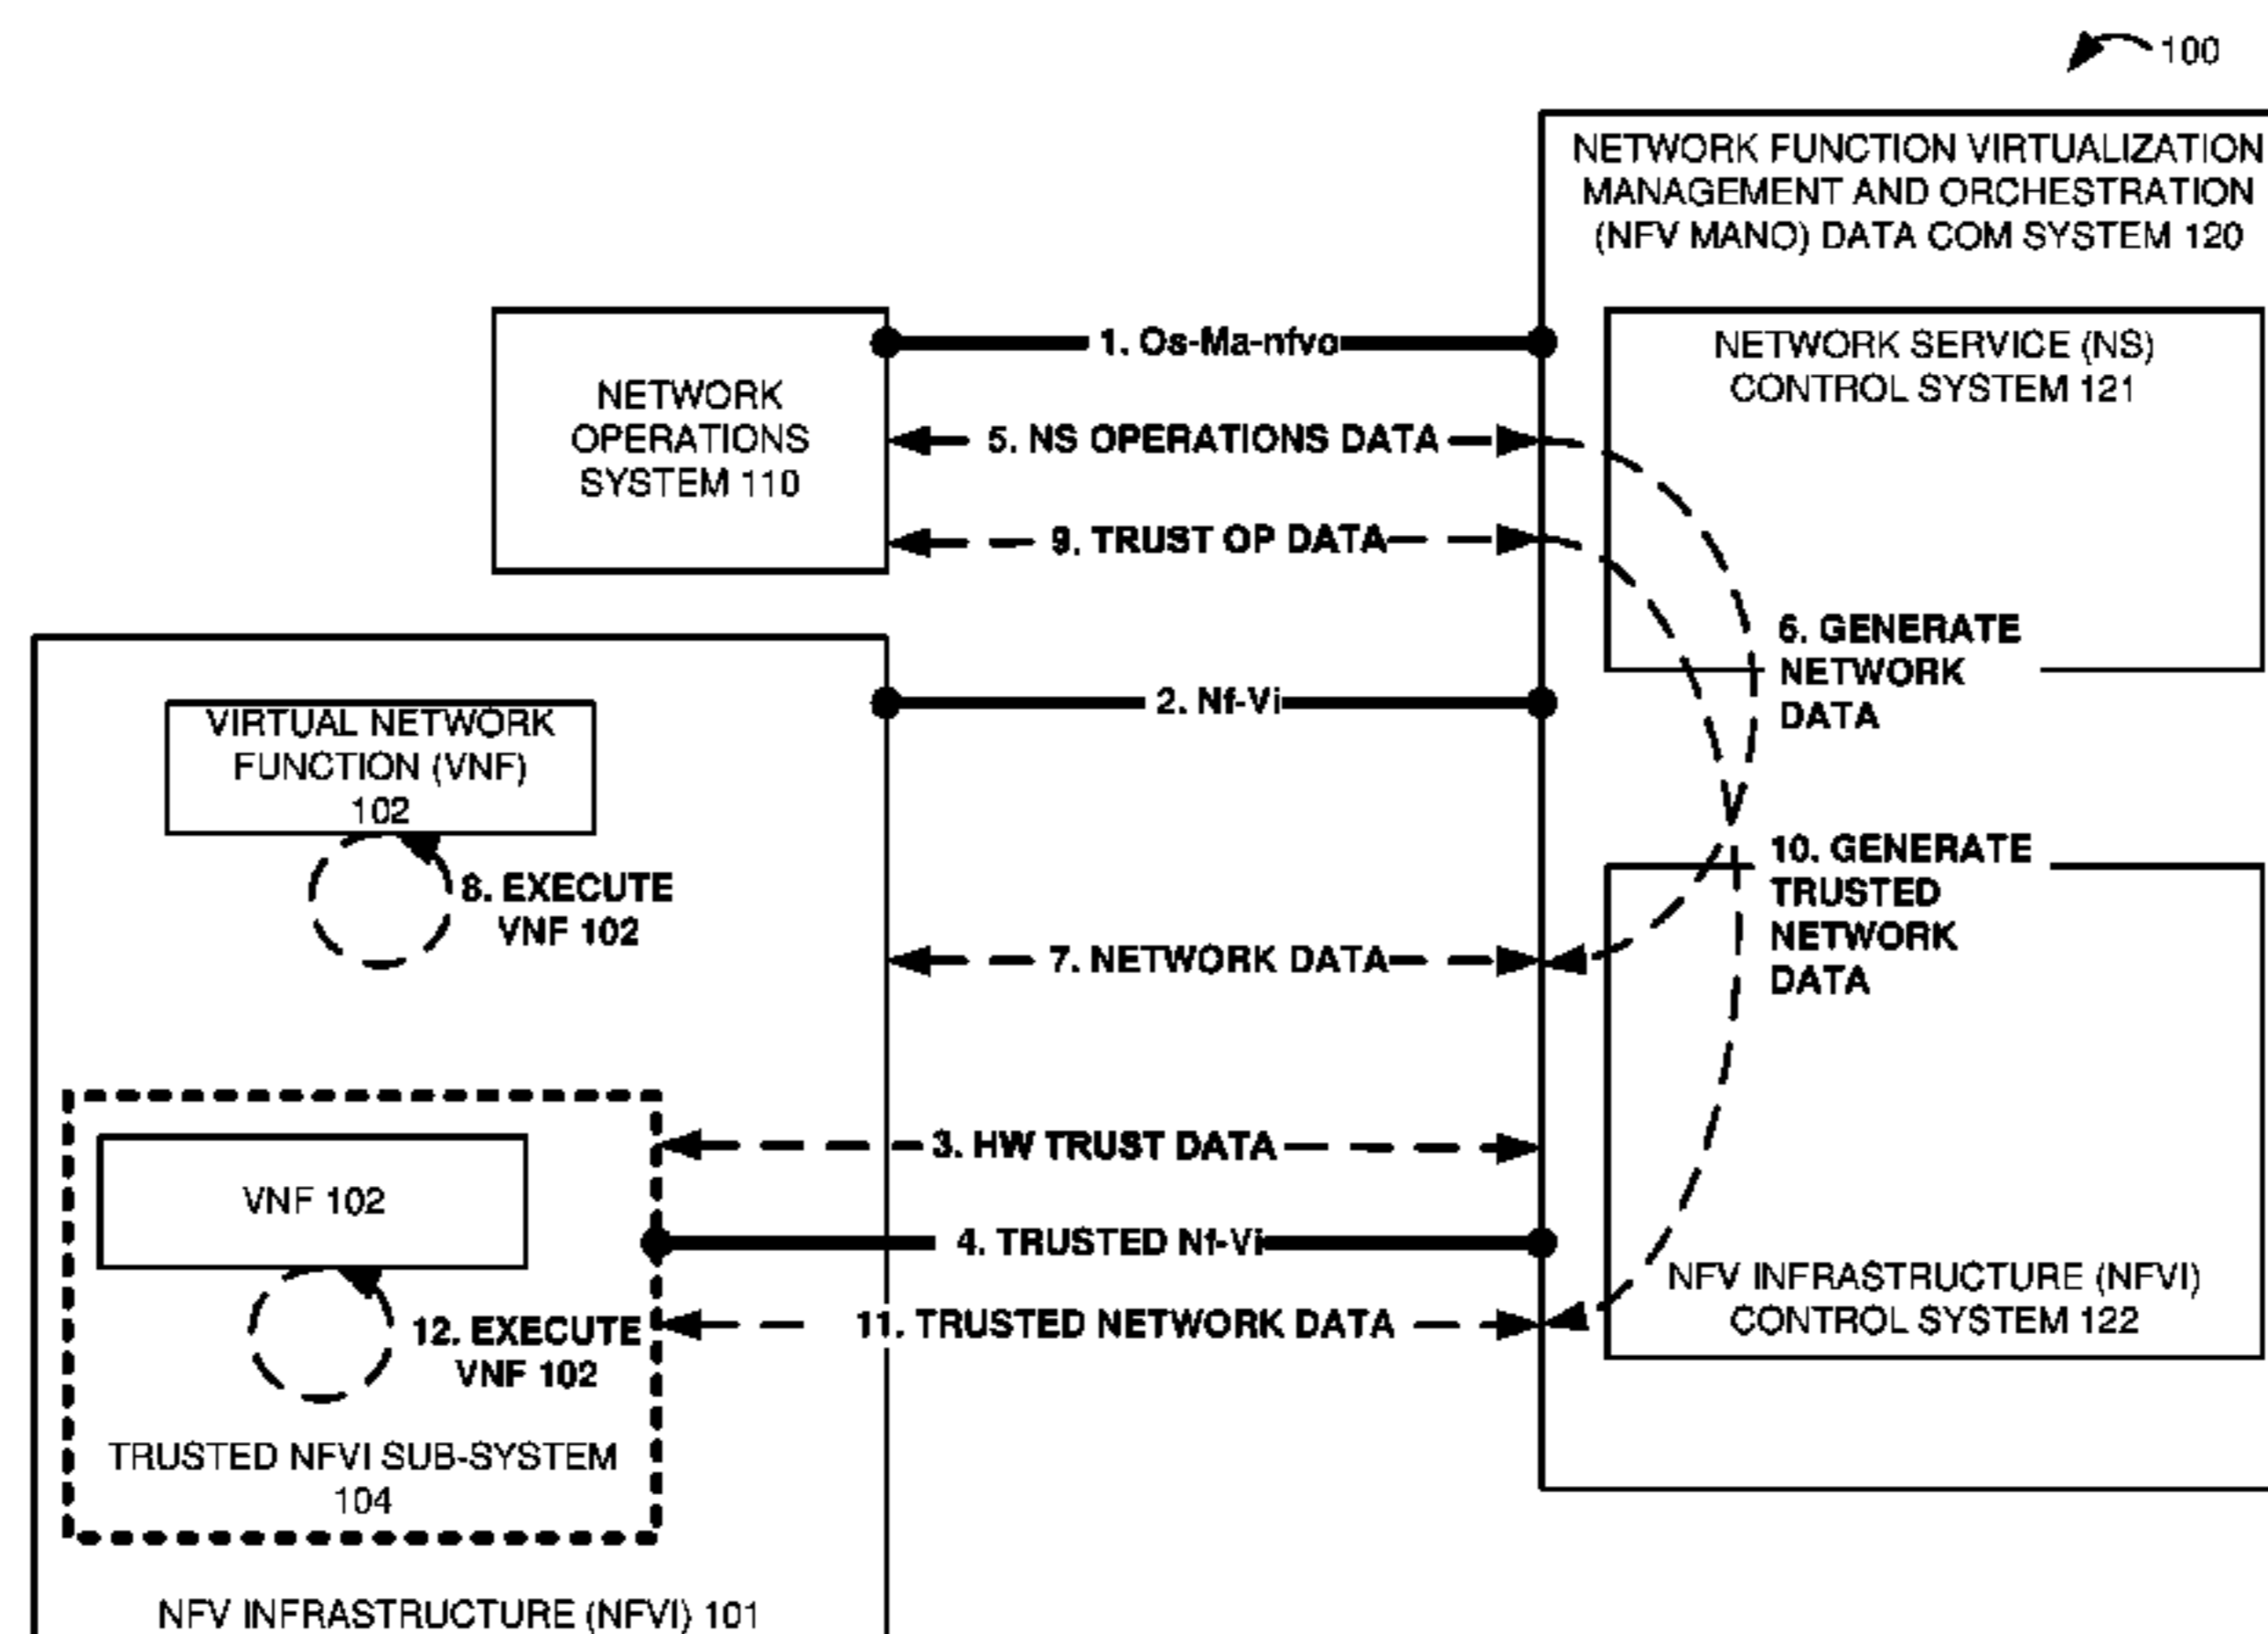 100
NETWORK FUNCTION VIRTUALIZATION
MANAGEMENT AND ORCHESTRATION
(NFV MANO) DATA COM SYSTEM 120
NETWORK
OPERATIONS
SYSTEM 110
1. Os-Ma-nfvo
5. NS OPERATIONS DATA
9. TRUST OP DATA
NETWORK SERVICE (NS)
CONTROL SYSTEM 121
6. GENERATE
NETWORK
DATA
VIRTUAL NETWORK
FUNCTION (VNF)
102
8. EXECUTE
VNF 102
2. Nf-Vi
7. NETWORK DATA
10. GENERATE
TRUSTED
NETWORK
DATA
VNF 102
12. EXECUTE
VNF 102
TRUSTED NFVI SUB-SYSTEM
104
3. HW TRUST DATA
4. TRUSTED Nf-Vi
11. TRUSTED NETWORK DATA
NFV INFRASTRUCTURE (NFVI)
CONTROL SYSTEM 122
NFV INFRASTRUCTURE (NFVI) 101